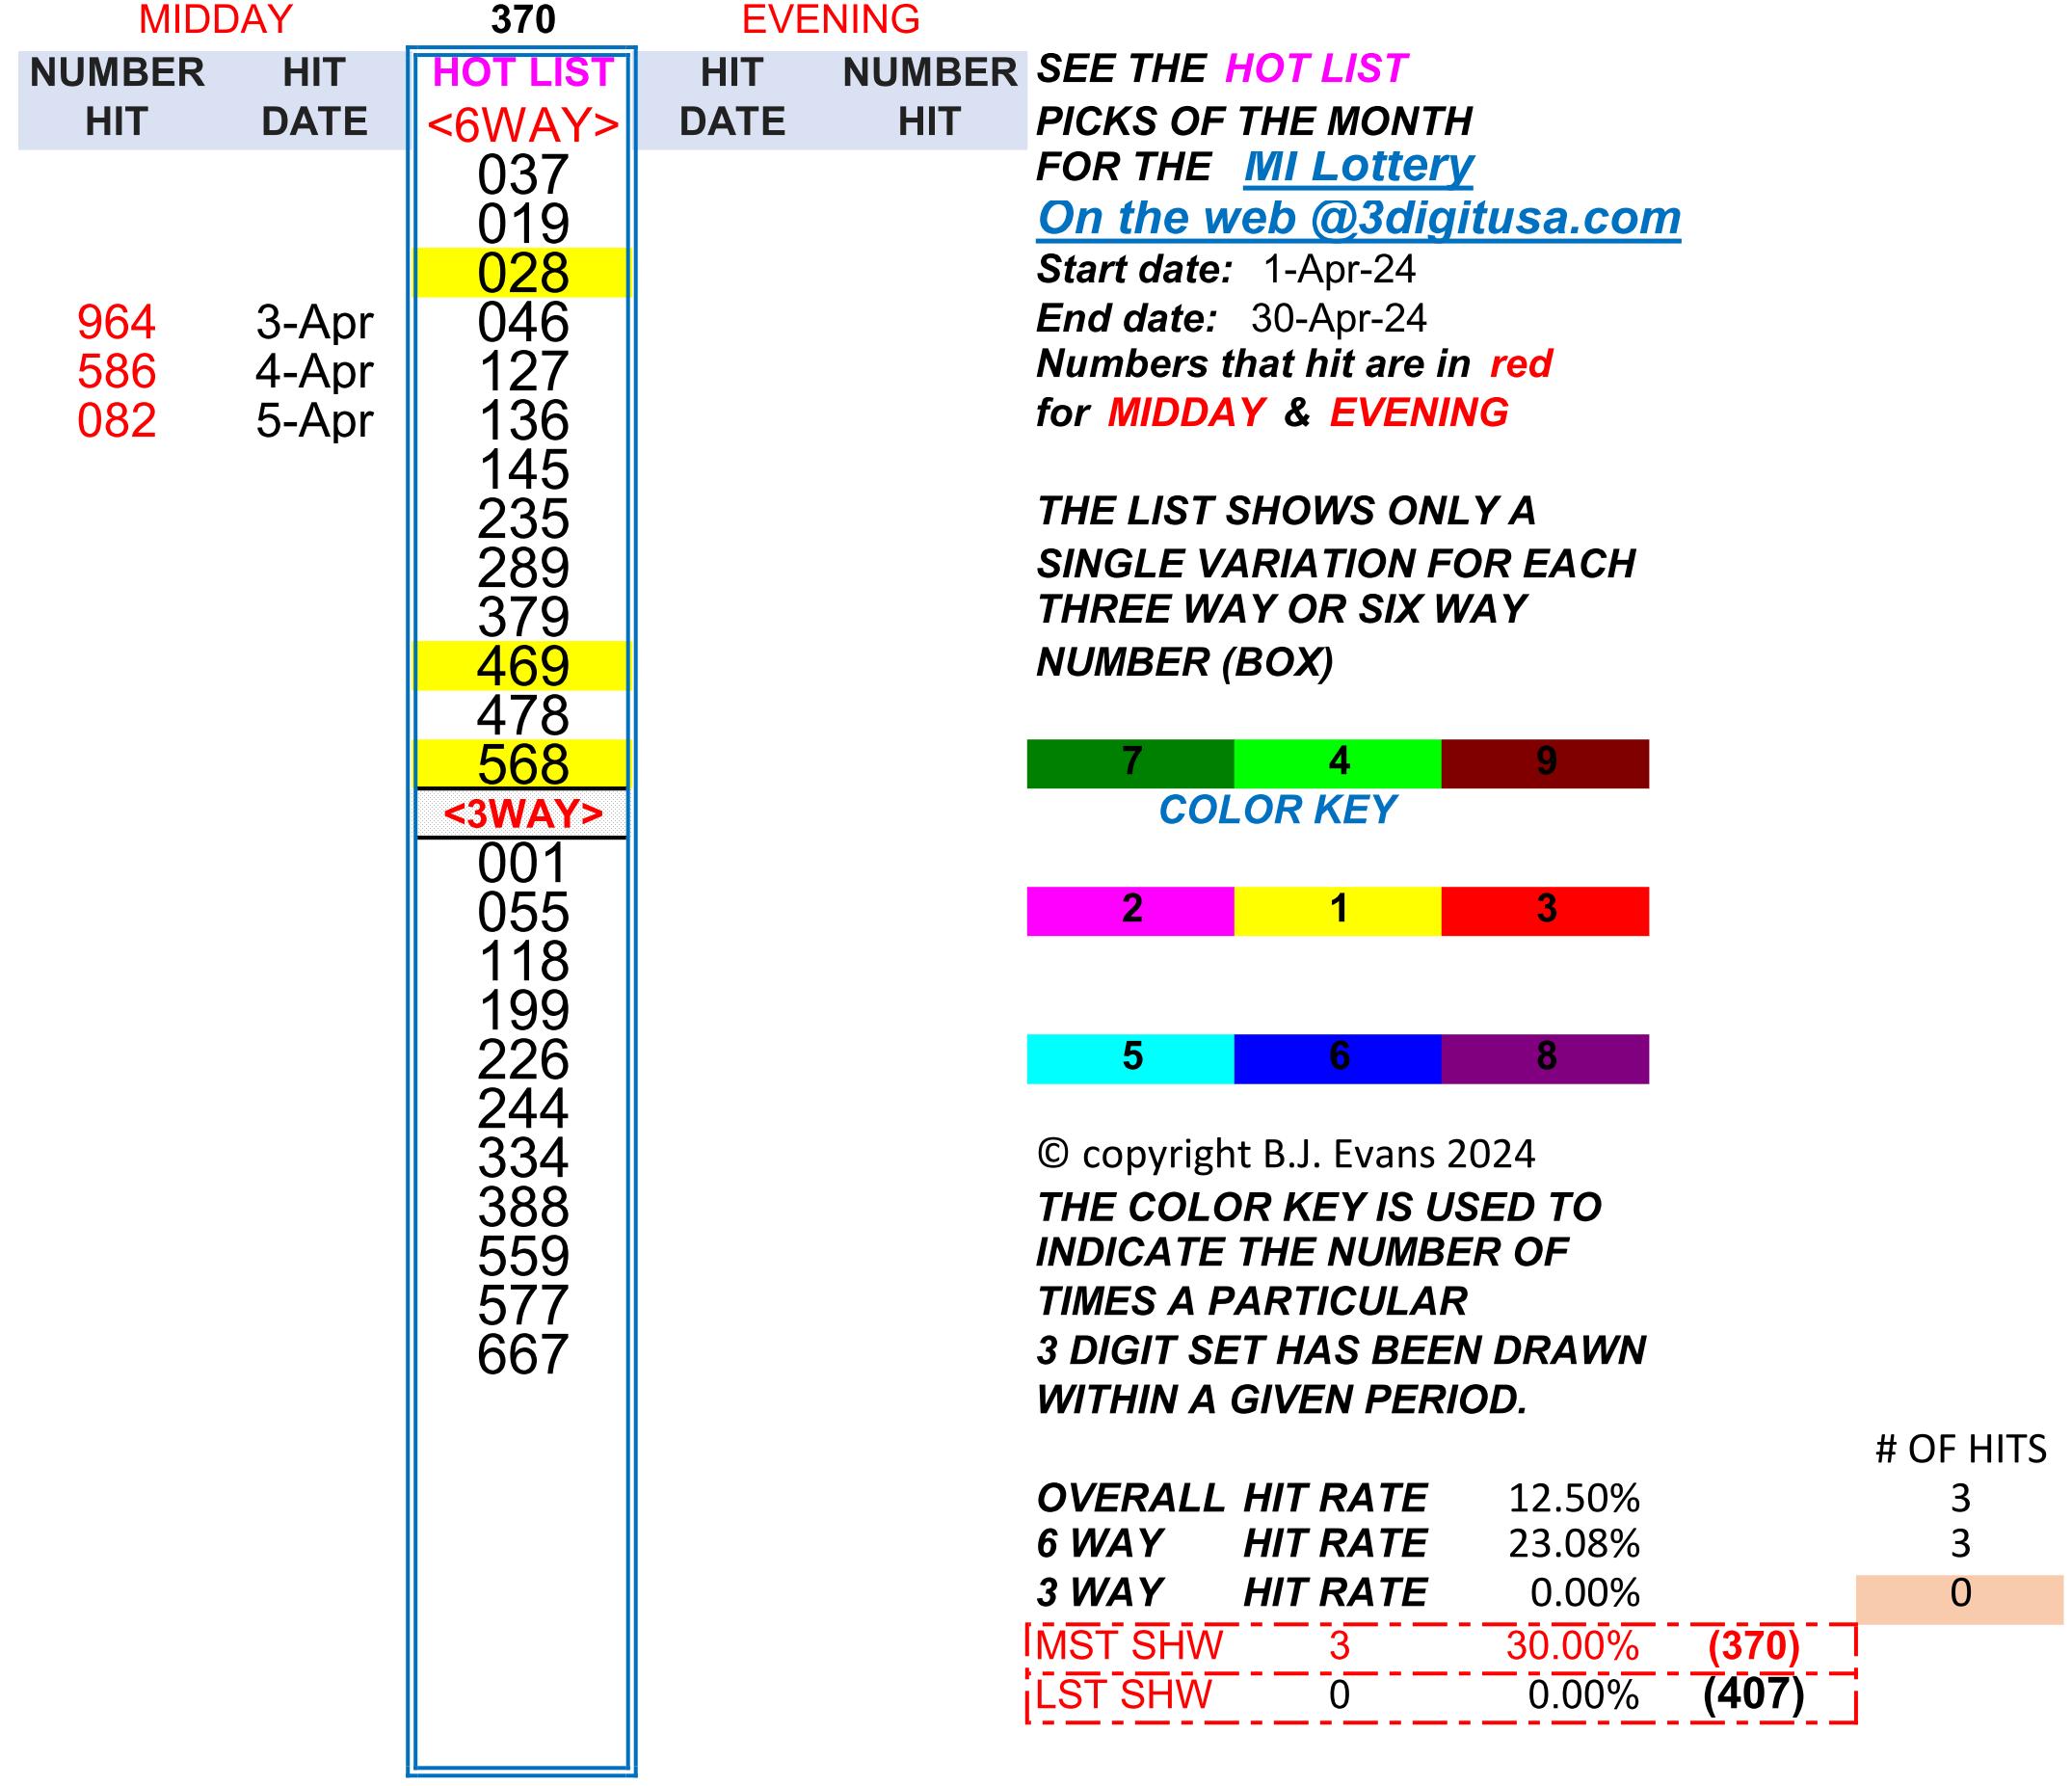 MIDDAY 370 EVENING
NUMBER HIT HOT LIST HIT NUMBER
HIT DATE <6WAY> DATE HIT
037
019
028
964 3-Apr 046
586 4-Apr 127
082 5-Apr 136
145
235
289
379
469
478
568
<3WAY>
001
055
118
199
226
244
334
388
559
577
667
SEE THE HOT LIST
PICKS OF THE MONTH
FOR THE MI Lottery
On the web @3digitusa.com
Start date: 1-Apr-24
End date: 30-Apr-24
Numbers that hit are in red
for MIDDAY & EVENING
THE LIST SHOWS ONLY A
SINGLE VARIATION FOR EACH
THREE WAY OR SIX WAY
NUMBER (BOX)
7 4 9
COLOR KEY
2 1 3
5 6 8
© copyright B.J. Evans 2024
THE COLOR KEY IS USED TO
INDICATE THE NUMBER OF
TIMES A PARTICULAR
3 DIGIT SET HAS BEEN DRAWN
WITHIN A GIVEN PERIOD.
# OF HITS
OVERALL HIT RATE 12.50% 3
6 WAY HIT RATE 23.08% 3
3 WAY HIT RATE 0.00% 0
MST SHW 3 30.00% (370)
LST SHW 0 0.00% (407)